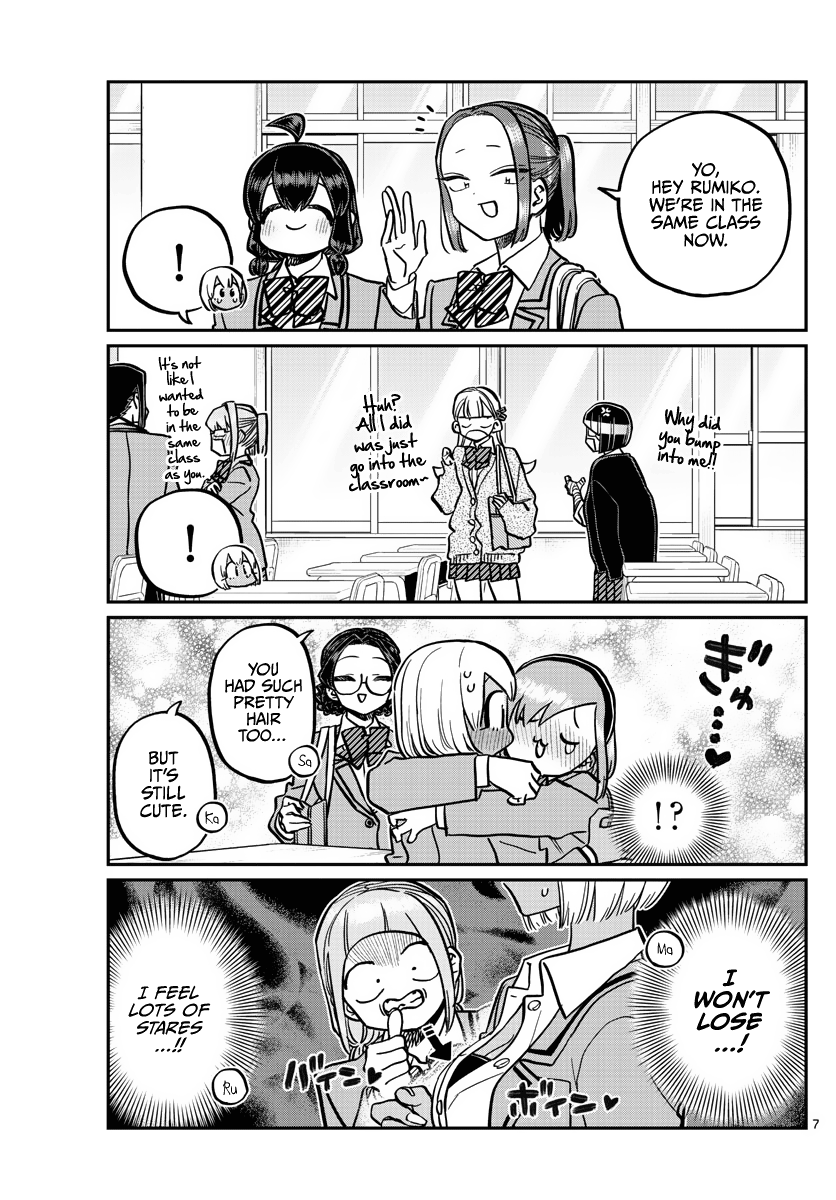 YO,
HEY RUMIKO.
WE'RE IN THE
SAME CLASS
NOW.
!
Why did
you bump
into me!!
Huh?
All I did
was just
go into the
classroom~
It's not
like I
wanted
to be
in the
same
class
as you.
!
YOU
HAD SUCH
PRETTY
HAIR
TOO...
Sa
BUT
IT'S
STILL
CUTE.
Ka
ぎゅ…♥
!?
I
WON'T
LOSE
...!
Ma
ボイン♥
バイン♥
I FEEL
LOTS OF
STARES
...!!
Ru
7